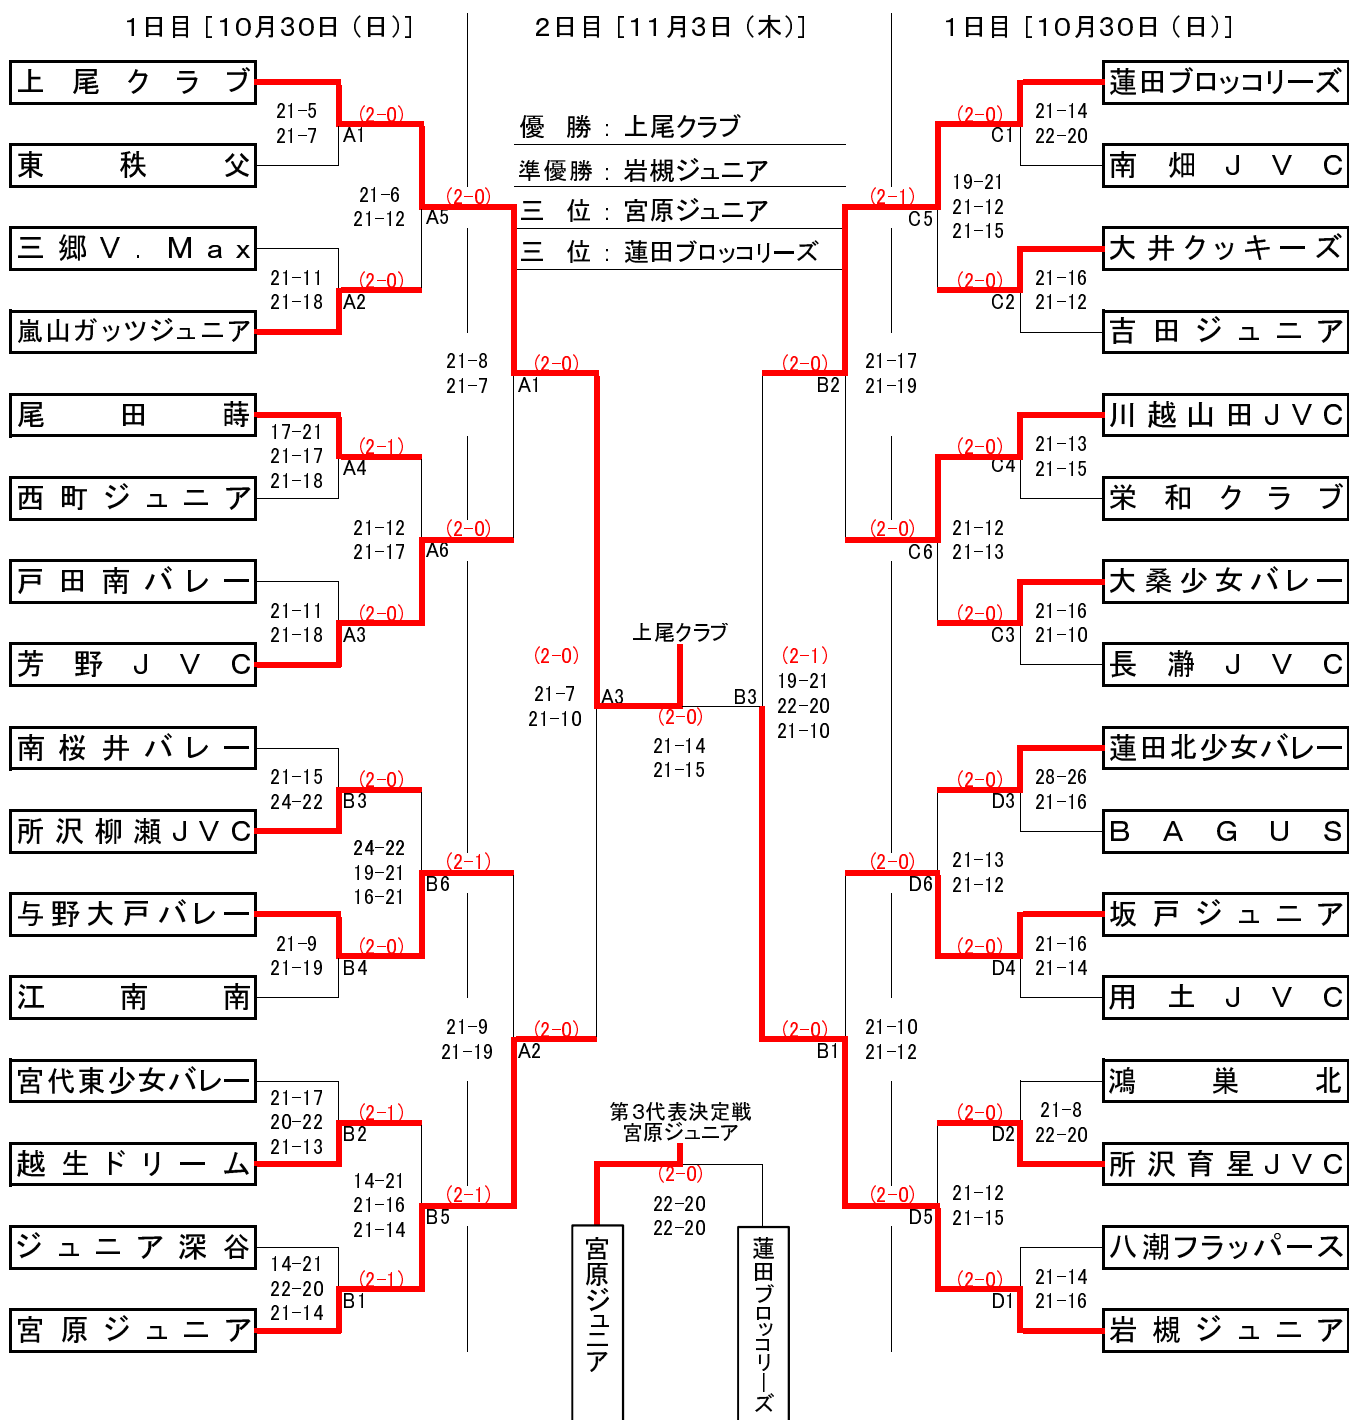 1日目［10月30日（日）］
2日目［11月3日（木）］
1日目［10月30日（日）］
優勝：上尾クラブ
準優勝：岩槻ジュニア
三位：宮原ジュニア
三位：蓮田ブロッコリーズ
上尾クラブ
21-5
21-7
(2-0)
A1
東秩父
21-6
21-12
(2-0)
A5
三郷V．Max
21-11
21-18
(2-0)
A2
嵐山ガッツジュニア
21-8
21-7
(2-0)
A1
尾田蒔
17-21
21-17
21-18
(2-1)
A4
西町ジュニア
21-12
21-17
(2-0)
A6
戸田南バレー
21-11
21-18
(2-0)
A3
芳野JVC
(2-0)
21-7
21-10
A3
南桜井バレー
21-15
24-22
(2-0)
B3
所沢柳瀬JVC
24-22
19-21
16-21
(2-1)
B6
与野大戸バレー
21-9
21-19
(2-0)
B4
江南南
21-9
21-19
(2-0)
A2
宮代東少女バレー
21-17
20-22
21-13
(2-1)
B2
越生ドリーム
14-21
21-16
21-14
(2-1)
B5
ジュニア深谷
14-21
22-20
21-14
(2-1)
B1
宮原ジュニア
上尾クラブ
(2-0)
21-14
21-15
第3代表決定戦
宮原ジュニア
(2-0)
22-20
22-20
宮原ジュニア
蓮田ブロッコリーズ
蓮田ブロッコリーズ
(2-0)
C1
21-14
22-20
南畑JVC
(2-1)
C5
19-21
21-12
21-15
大井クッキーズ
(2-0)
C2
21-16
21-12
吉田ジュニア
(2-0)
B2
21-17
21-19
川越山田JVC
(2-0)
C4
21-13
21-15
栄和クラブ
(2-0)
C6
21-12
21-13
大桑少女バレー
(2-0)
C3
21-16
21-10
長瀞JVC
(2-1)
B3
19-21
22-20
21-10
蓮田北少女バレー
(2-0)
D3
28-26
21-16
BAGUS
(2-0)
D6
21-13
21-12
坂戸ジュニア
(2-0)
D4
21-16
21-14
用土JVC
(2-0)
B1
21-10
21-12
鴻巣北
(2-0)
D2
21-8
22-20
所沢育星JVC
(2-0)
D5
21-12
21-15
八潮フラッパース
(2-0)
D1
21-14
21-16
岩槻ジュニア